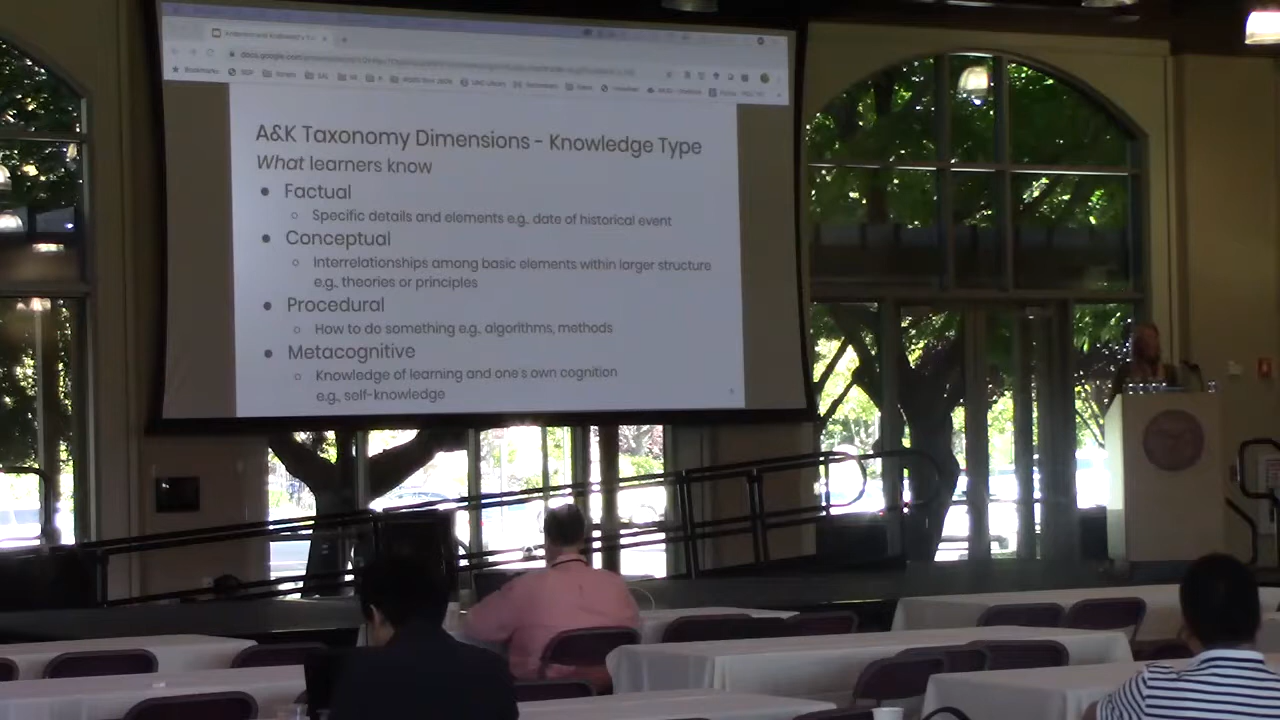 Bookmarks
A&K Taxonomy Dimensions - Knowledge Type
What learners know
● Factual
○ Specific details and elements e.g., date of historical event
● Conceptual
○ Interrelationships among basic elements within larger structure
e.g., theories or principles
● Procedural
○ How to do something e.g., algorithms, methods
● Metacognitive
○ Knowledge of learning and one's own cognition
e.g., self-knowledge